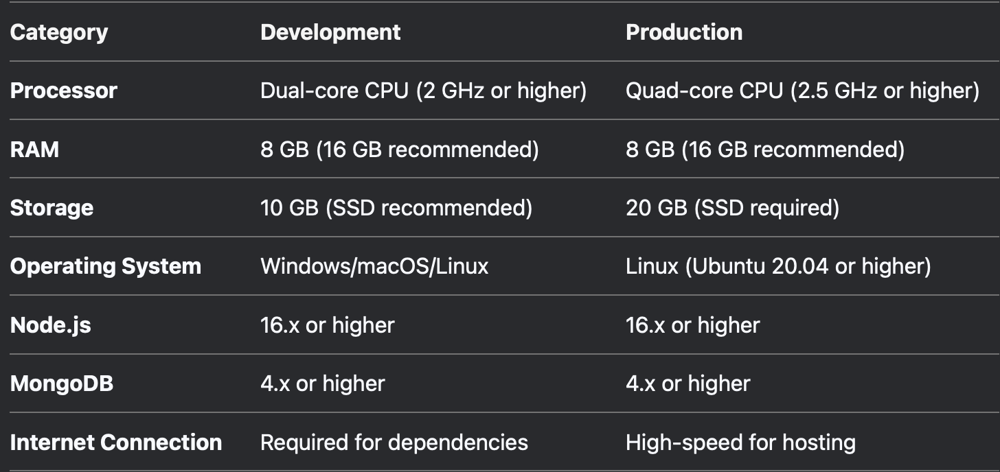 Category Development Production
Processor Dual-core CPU (2 GHz or higher) Quad-core CPU (2.5 GHz or higher)
RAM 8 GB (16 GB recommended) 8 GB (16 GB recommended)
Storage 10 GB (SSD recommended) 20 GB (SSD required)
Operating System Windows/macOS/Linux Linux (Ubuntu 20.04 or higher)
Node.js 16.x or higher 16.x or higher
MongoDB 4.x or higher 4.x or higher
Internet Connection Required for dependencies High-speed for hosting